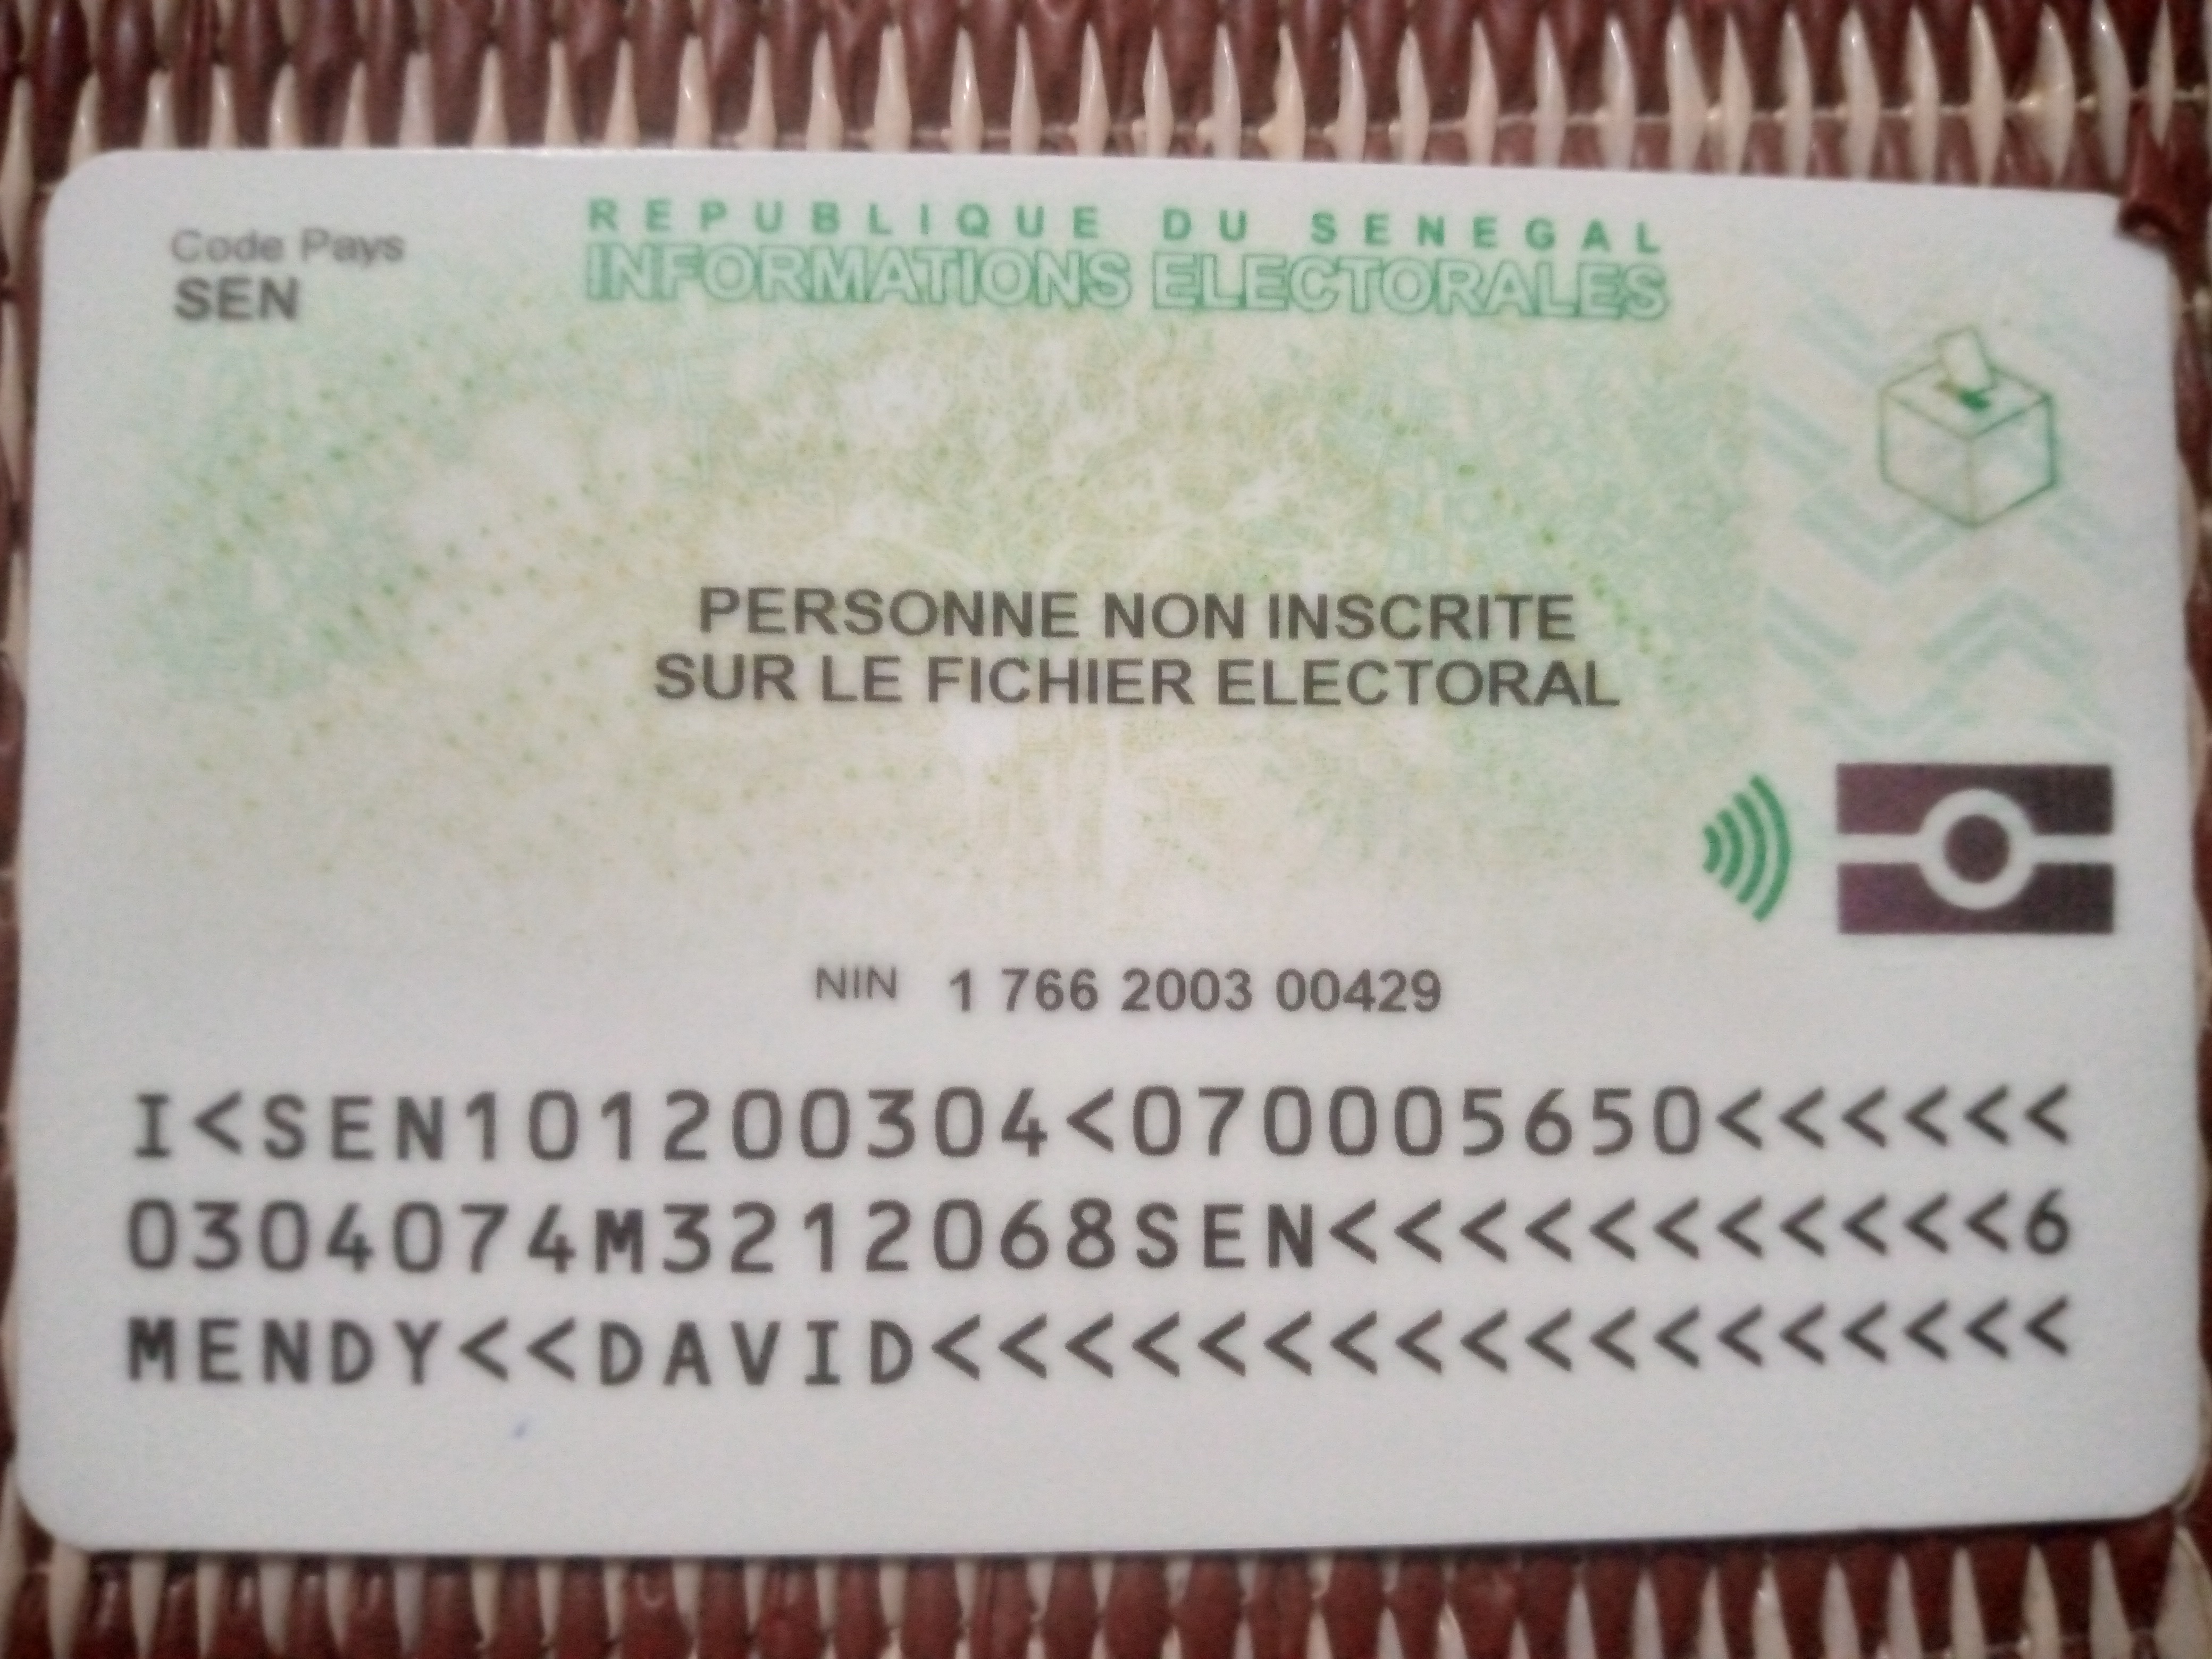 Code Pays
SEN
REPUBLIQUE DU SENEGAL
INFORMATIONS ELECTORALES
PERSONNE NON INSCRITE
SUR LE FICHIER ELECTORAL
NIN 1 766 2003 00429
I<SEN101200304<070005650<<<<<<
0304074M3212068SEN<<<<<<<<<<<6
MENDY<<DAVID<<<<<<<<<<<<<<<<<<